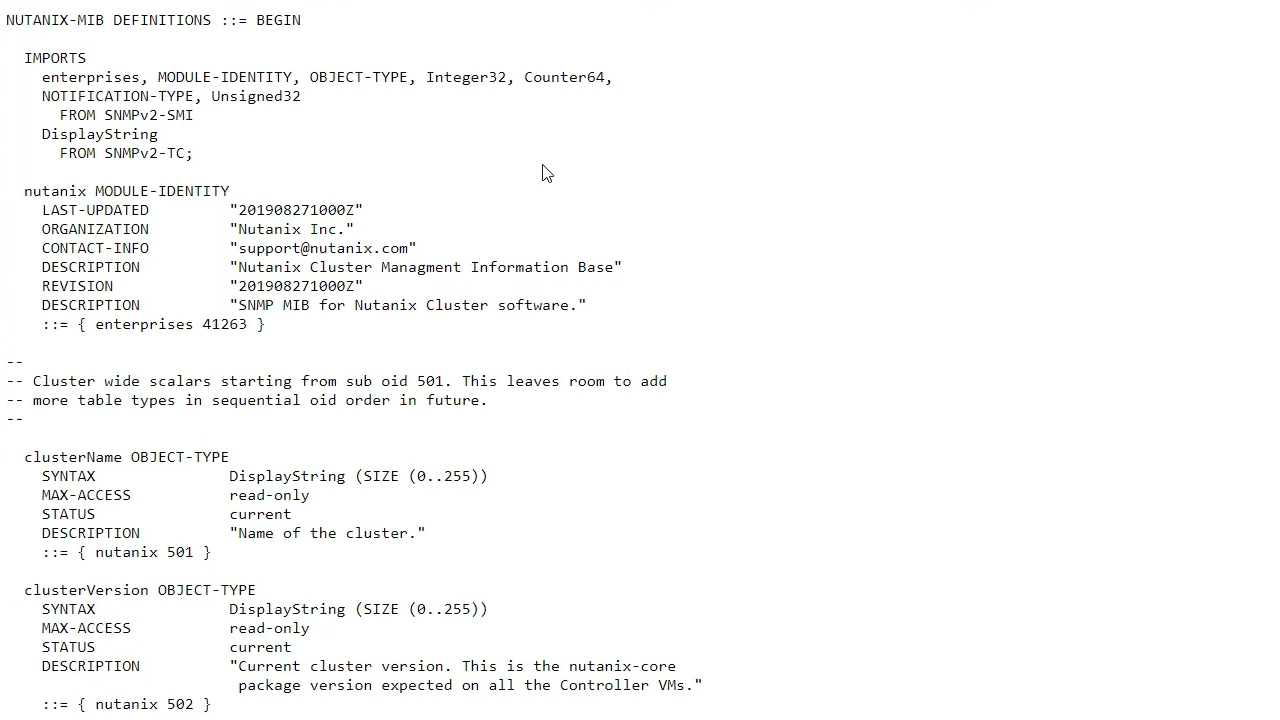 NUTANIX-MIB DEFINITIONS ::= BEGIN
IMPORTS
enterprises, MODULE-IDENTITY, OBJECT-TYPE, Integer32, Counter64,
NOTIFICATION-TYPE, Unsigned32
FROM SNMPv2-SMI
DisplayString
FROM SNMPv2-TC;
nutanix MODULE-IDENTITY
LAST-UPDATED "201908271000Z"
ORGANIZATION "Nutanix Inc."
CONTACT-INFO "support@nutanix.com"
DESCRIPTION "Nutanix Cluster Managment Information Base"
REVISION "201908271000Z"
DESCRIPTION "SNMP MIB for Nutanix Cluster software."
::= { enterprises 41263 }
--
-- Cluster wide scalars starting from sub oid 501. This leaves room to add
-- more table types in sequential oid order in future.
--
clusterName OBJECT-TYPE
SYNTAX DisplayString (SIZE (0..255))
MAX-ACCESS read-only
STATUS current
DESCRIPTION "Name of the cluster."
::= { nutanix 501 }
clusterVersion OBJECT-TYPE
SYNTAX DisplayString (SIZE (0..255))
MAX-ACCESS read-only
STATUS current
DESCRIPTION "Current cluster version. This is the nutanix-core
package version expected on all the Controller VMs."
::= { nutanix 502 }